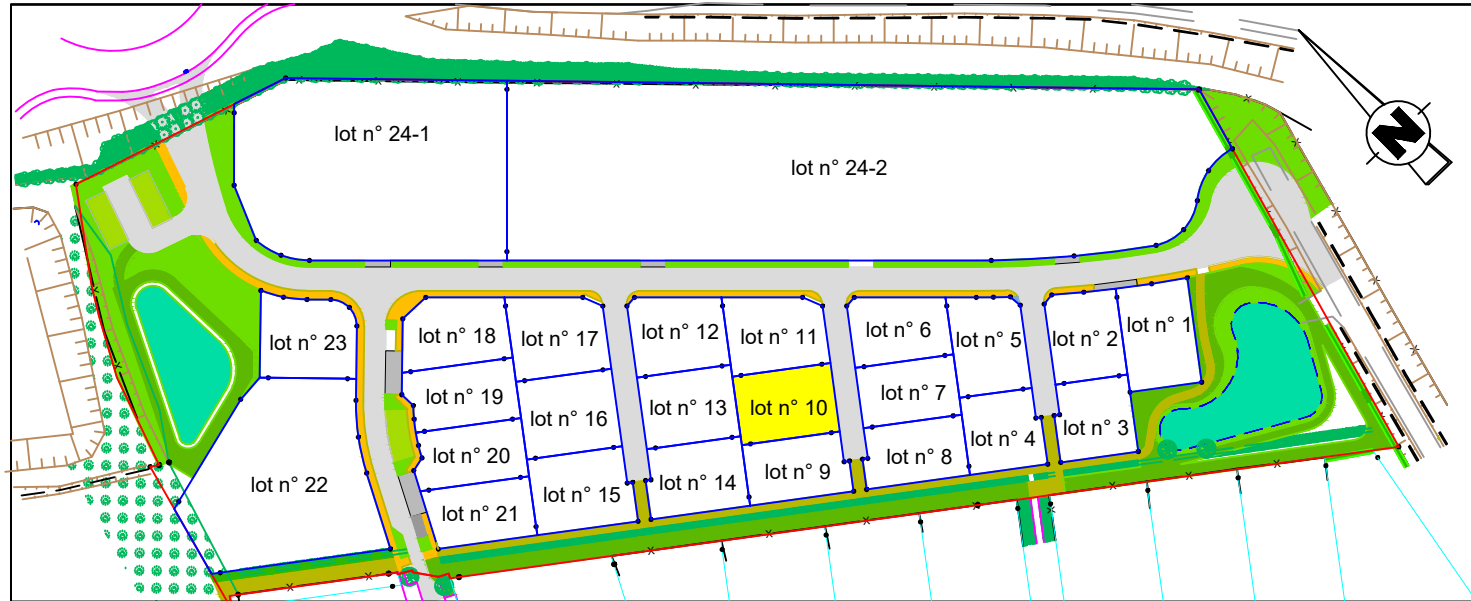 lot n° 24-1
lot n° 24-2
N
lot n° 23
lot n° 18
lot n° 17
lot n° 12
lot n° 11
lot n° 6
lot n° 5
lot n° 2
lot n° 1
lot n° 19
lot n° 16
lot n° 13
lot n° 10
lot n° 7
lot n° 20
lot n° 4
lot n° 3
lot n° 22
lot n° 21
lot n° 15
lot n° 14
lot n° 9
lot n° 8